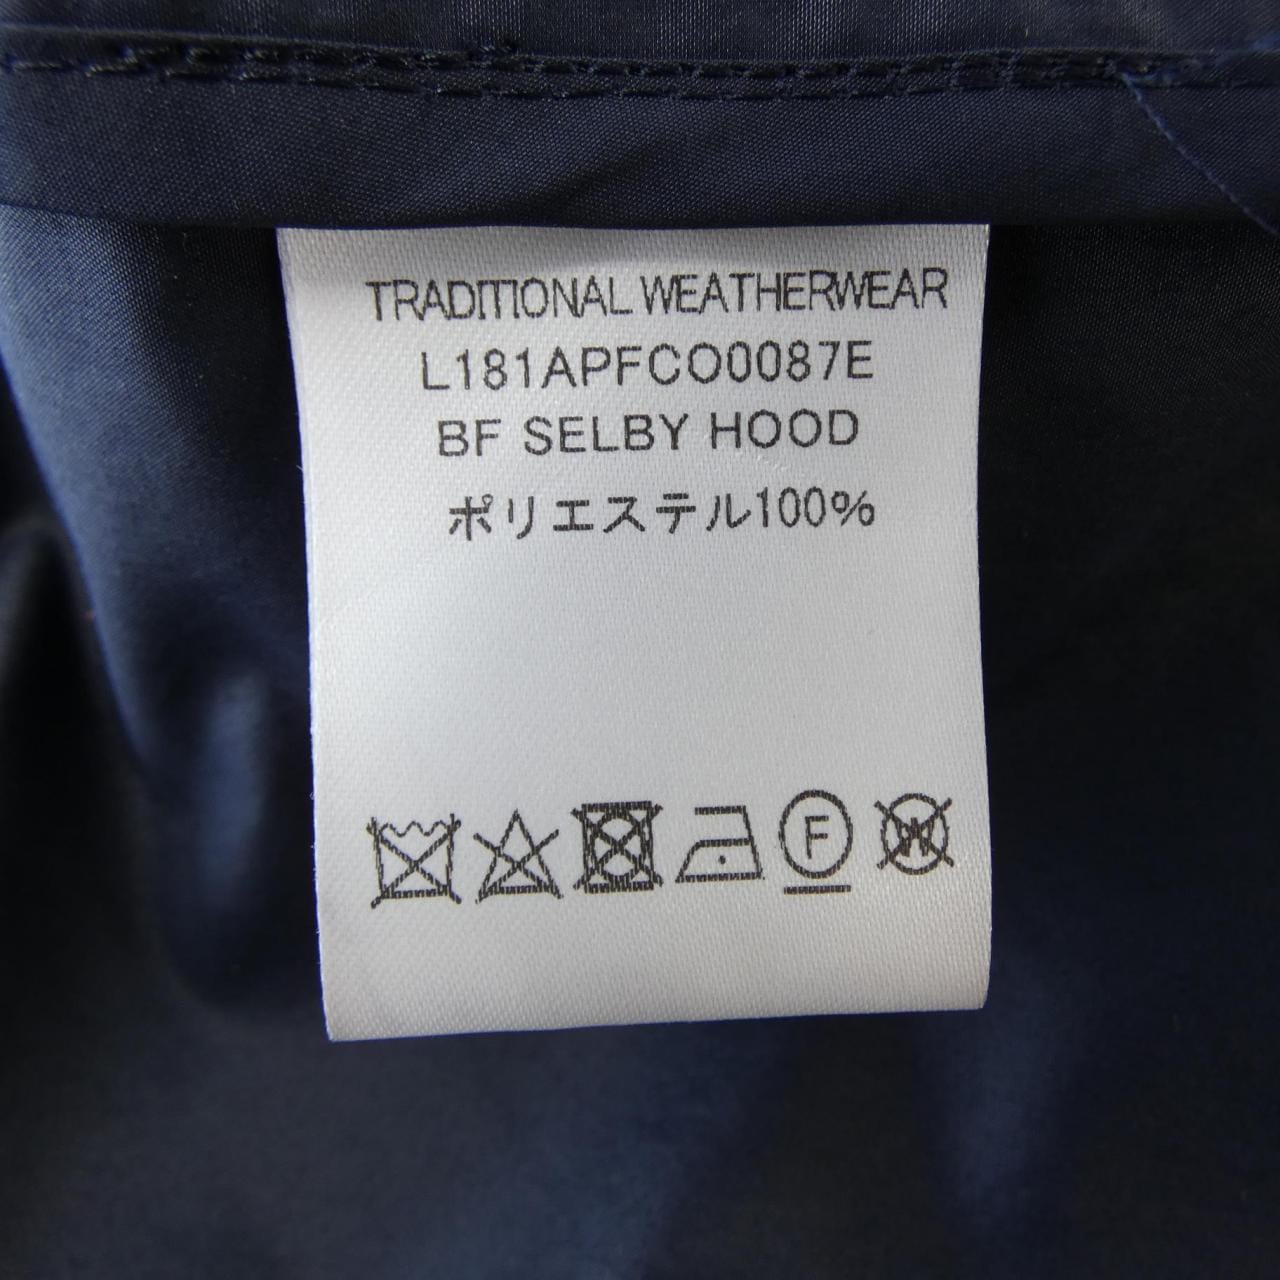 TRADITIONAL WEATHERWEAR
L181APFCO0087E
BF SELBY HOOD
ポリエステル100%
F
W